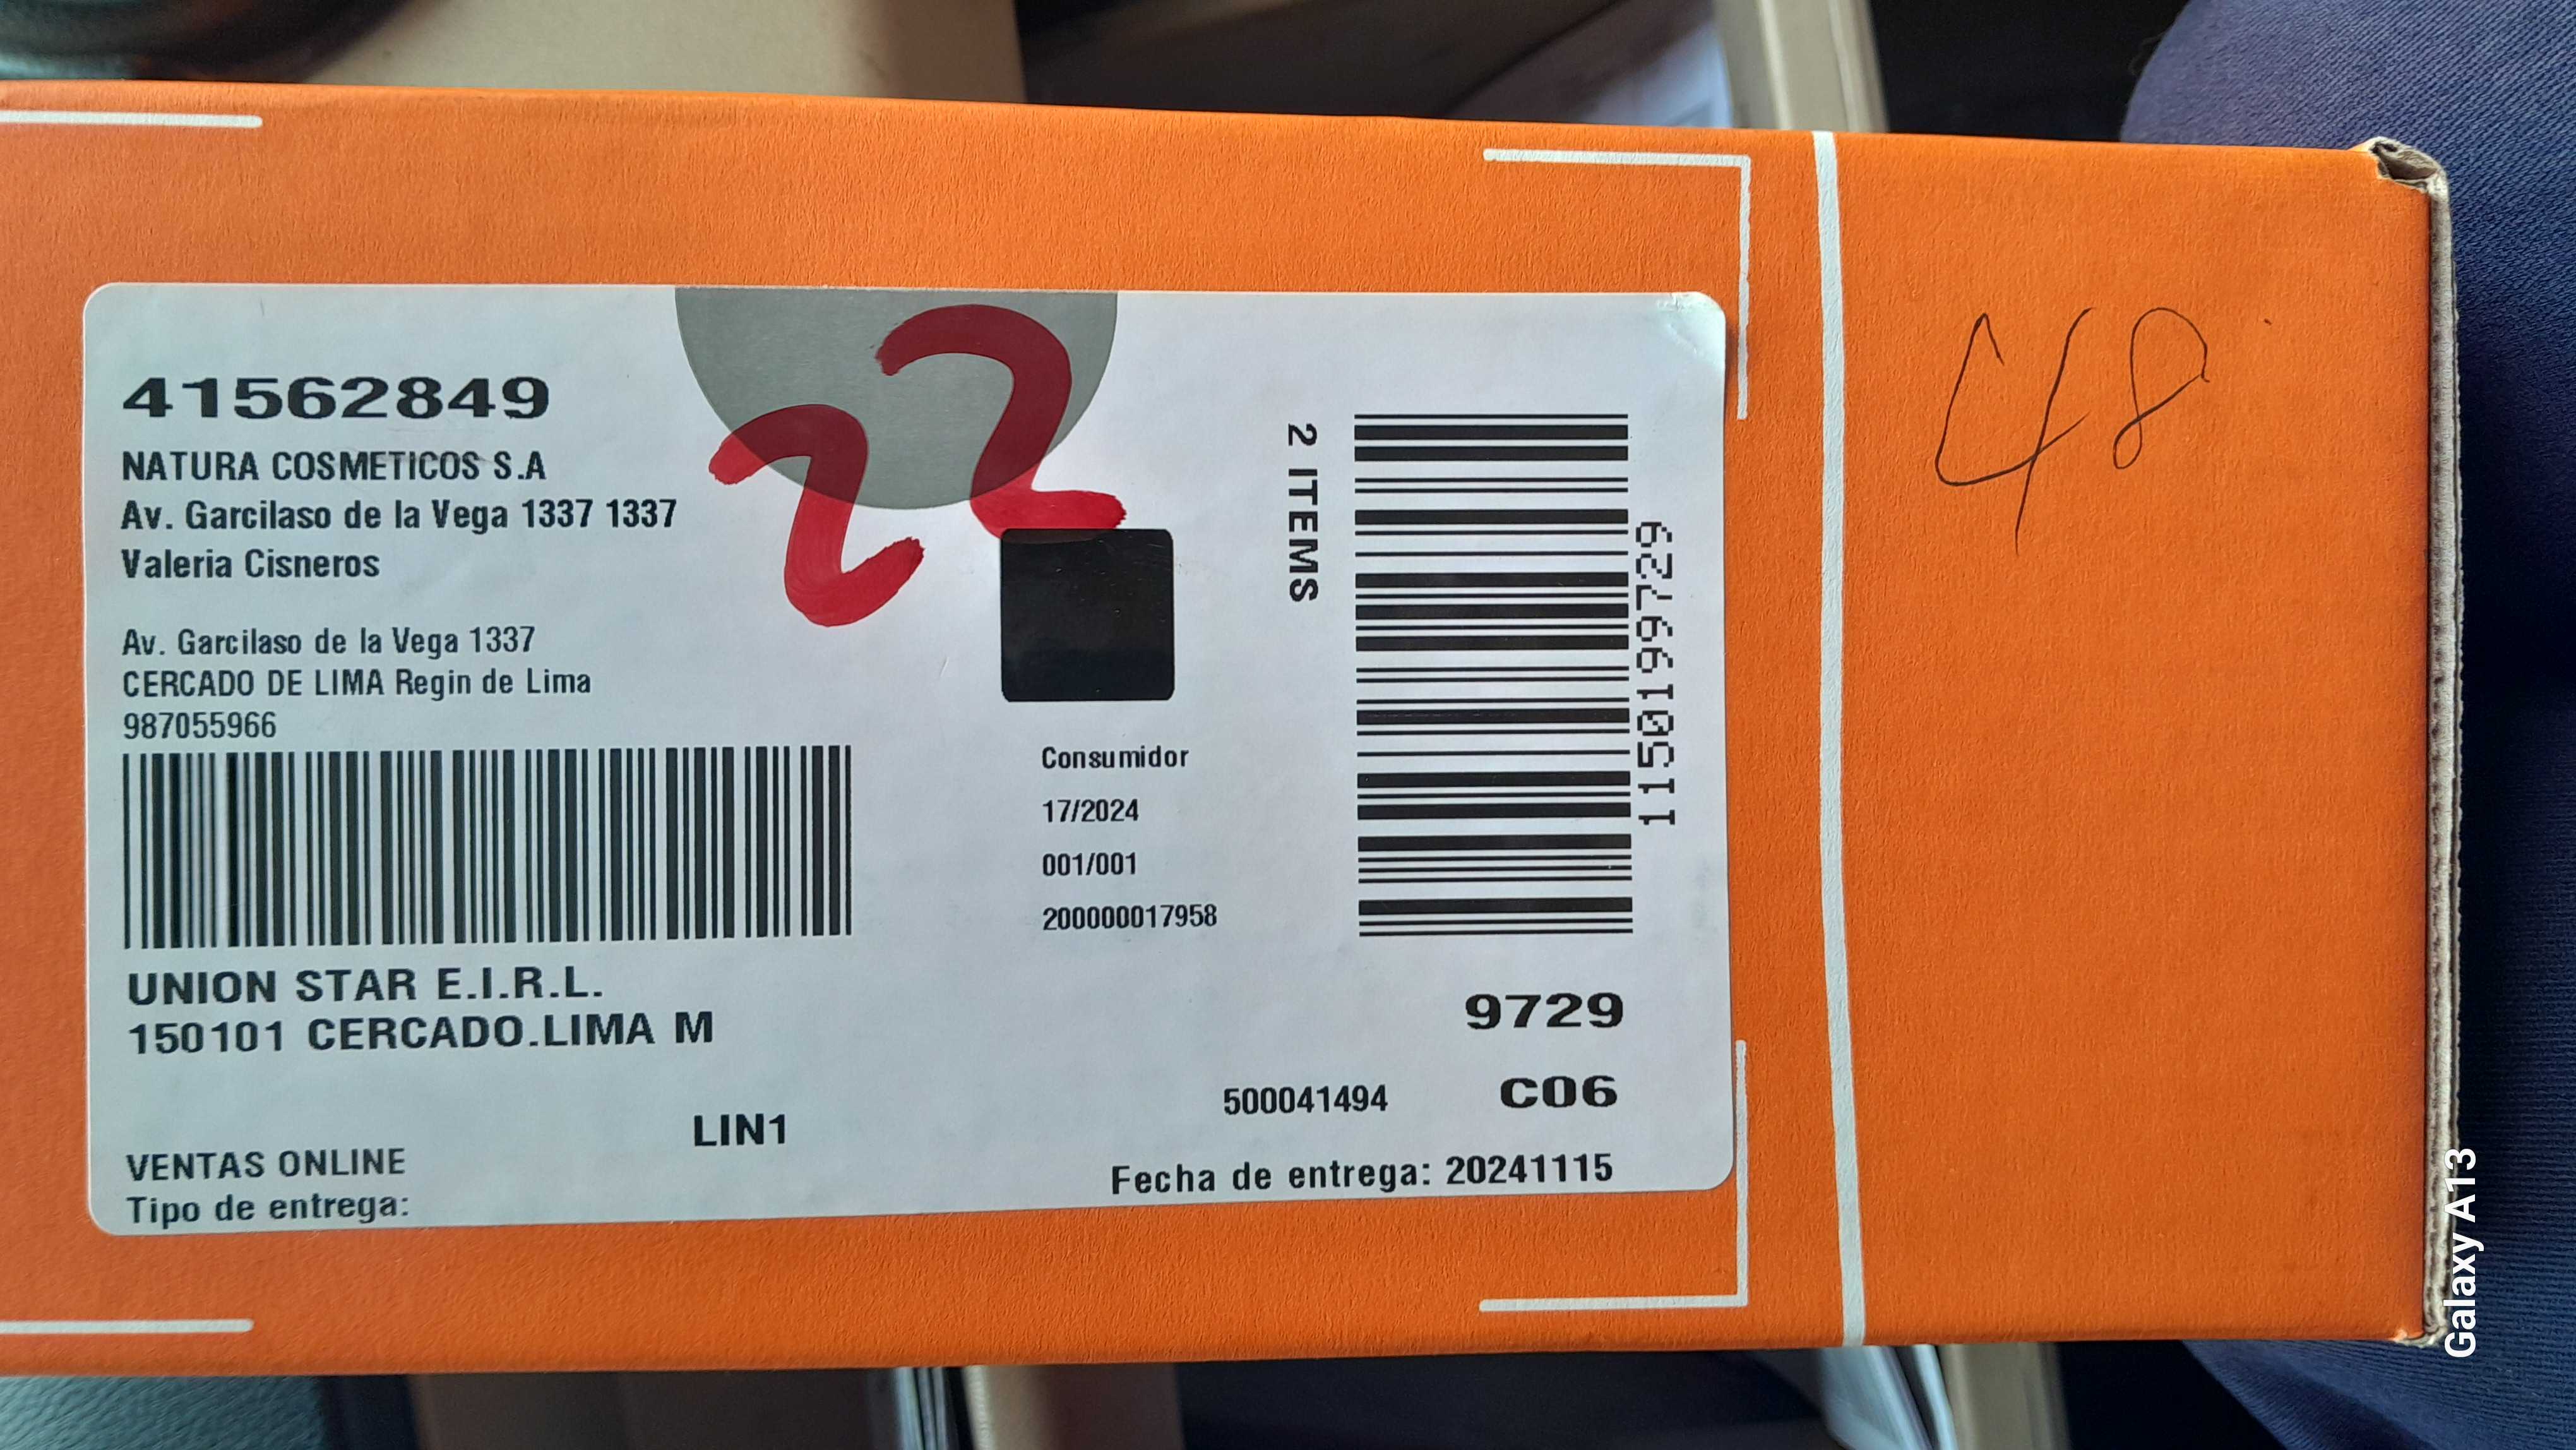 41562849
NATURA COSMETICOS S.A
Av. Garcilaso de la Vega 1337 1337
Valeria Cisneros
Av. Garcilaso de la Vega 1337
CERCADO DE LIMA Regin de Lima
987055966
UNION STAR E.I.R.L.
150101 CERCADO.LIMA M
LIN1
VENTAS ONLINE
Tipo de entrega:
22
2 ITEMS
11501997729
Consumidor
17/2024
001/001
200000017958
9729
500041494 C06
Fecha de entrega: 20241115
48
Galaxy A13